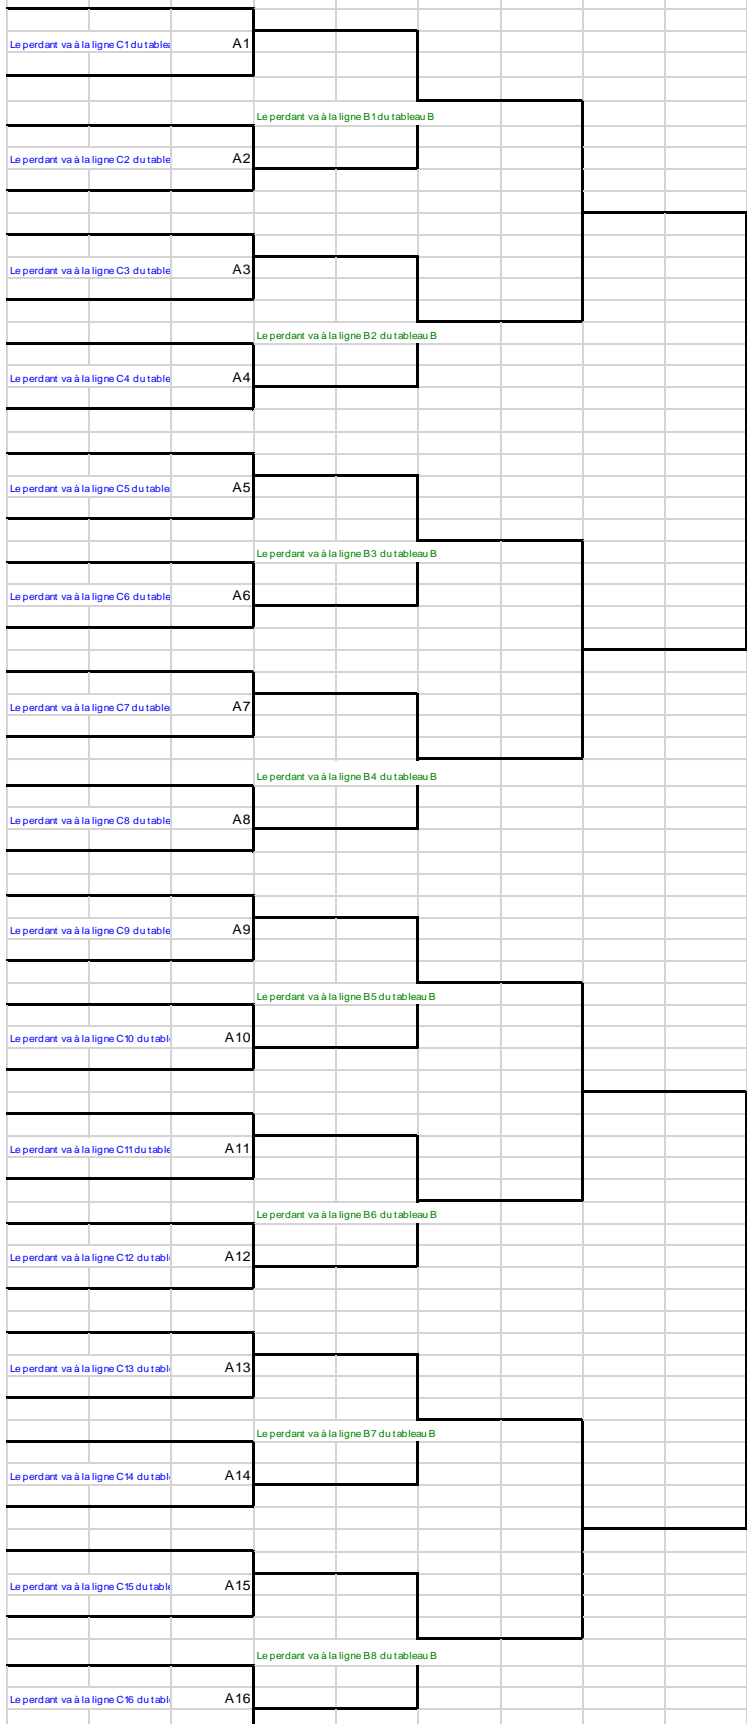 Le perdant va à la ligne C1 du tablea A1
Le perdant va à la ligne B1 du tableau B
Le perdant va à la ligne C2 du table A2
Le perdant va à la ligne C3 du table A3
Le perdant va à la ligne B2 du tableau B
Le perdant va à la ligne C4 du table A4
Le perdant va à la ligne C5 du table A5
Le perdant va à la ligne B3 du tableau B
Le perdant va à la ligne C6 du table A6
Le perdant va à la ligne C7 du table A7
Le perdant va à la ligne B4 du tableau B
Le perdant va à la ligne C8 du table A8
Le perdant va à la ligne C9 du table A9
Le perdant va à la ligne B5 du tableau B
Le perdant va à la ligne C10 du tabl A10
Le perdant va à la ligne C11 du table A11
Le perdant va à la ligne B6 du tableau B
Le perdant va à la ligne C12 du tabl A12
Le perdant va à la ligne C13 du tabl A13
Le perdant va à la ligne B7 du tableau B
Le perdant va à la ligne C14 du tabl A14
Le perdant va à la ligne C15 du table A15
Le perdant va à la ligne B8 du tableau B
Le perdant va à la ligne C16 du tabl A16